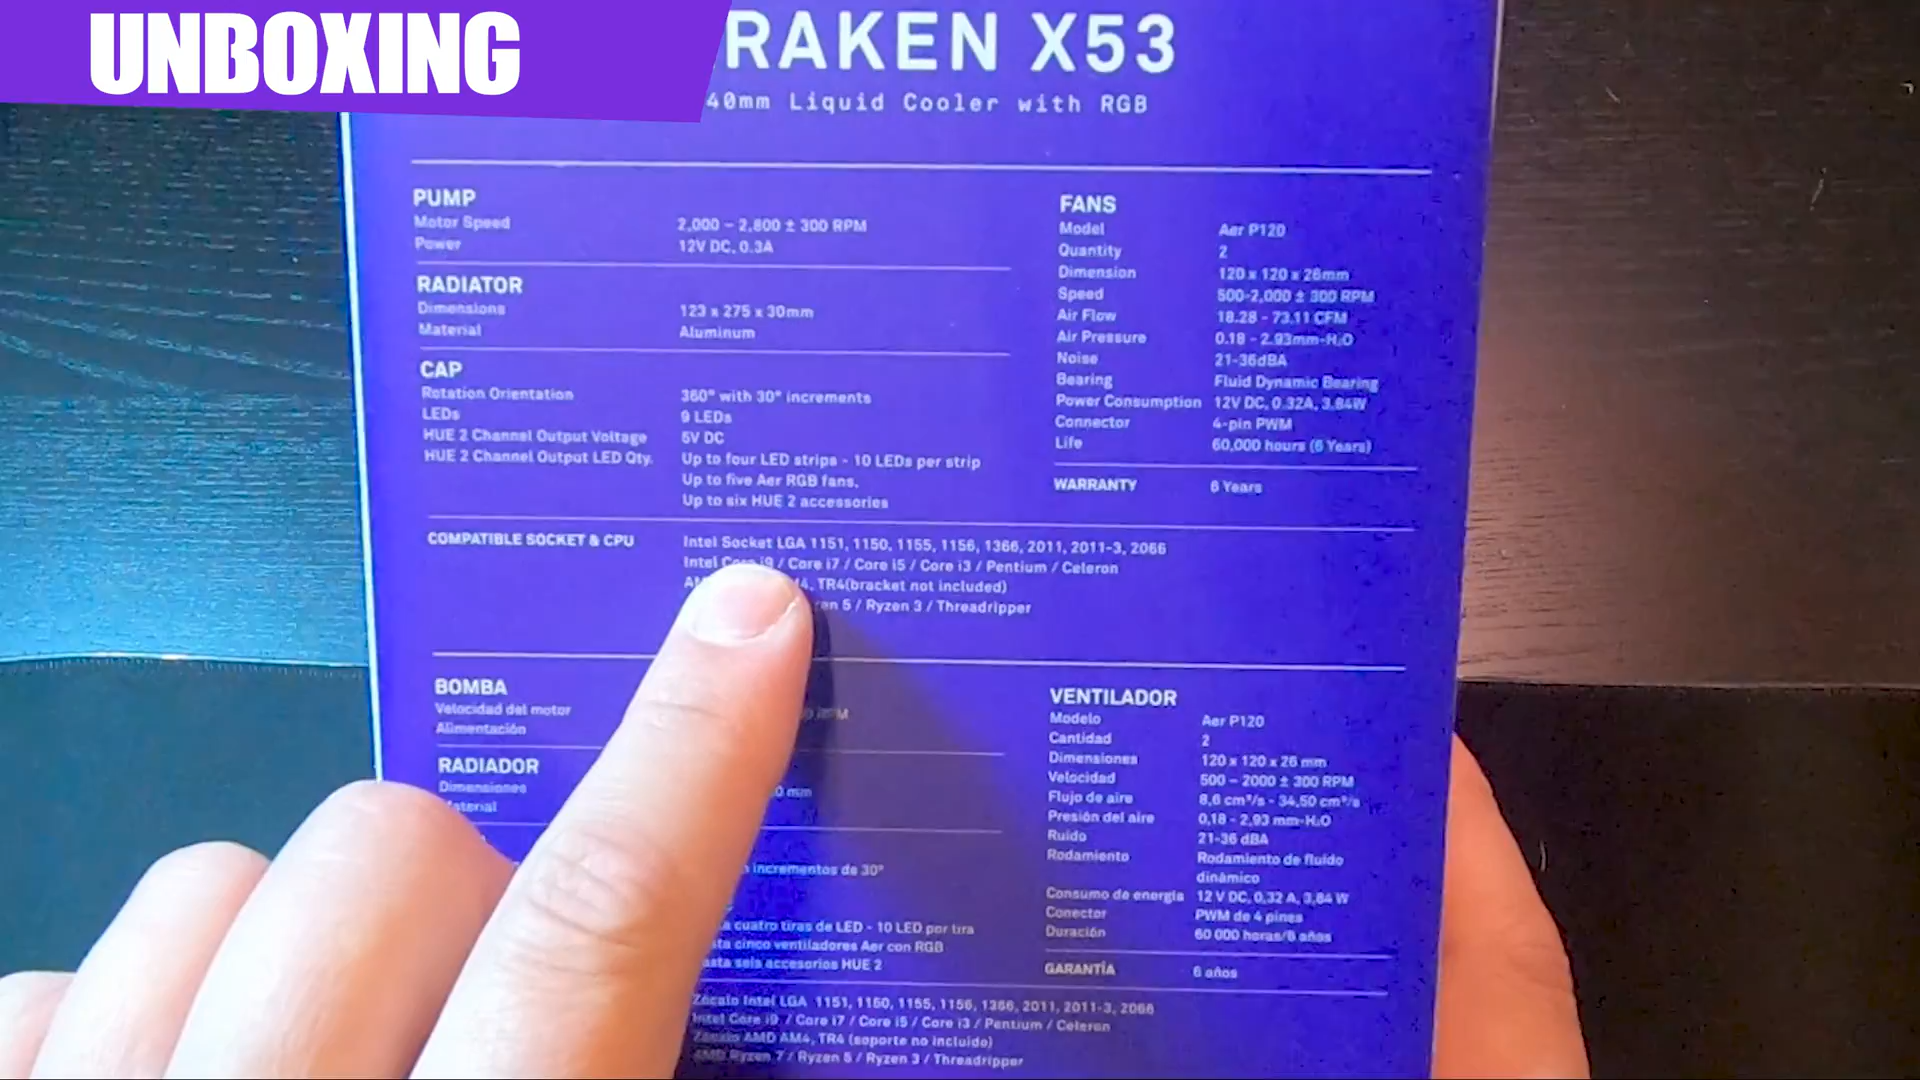 UNBOXING
RAKEN X53
40mm Liquid Cooler with RGB
PUMP
Motor Speed 2,000 – 2,800 ± 300 RPM
Power 12V DC, 0.3A
RADIATOR
Dimensions 123 x 275 x 30mm
Material Aluminum
CAP
Rotation Orientation 360° with 30° increments
LEDs 9 LEDs
HUE 2 Channel Output Voltage 5V DC
HUE 2 Channel Output LED Qty. Up to four LED strips - 10 LEDs per strip
Up to five Aer RGB fans,
Up to six HUE 2 accessories
FANS
Model Aer P120
Quantity 2
Dimension 120 x 120 x 26mm
Speed 500-2,000 ± 300 RPM
Air Flow 18.28 - 73.11 CFM
Air Pressure 0.18 - 2.93mm-H₂O
Noise 21-36dBA
Bearing Fluid Dynamic Bearing
Power Consumption 12V DC, 0.32A, 3.84W
Connector 4-pin PWM
Life 60,000 hours (6 Years)
WARRANTY 6 Years
COMPATIBLE SOCKET & CPU Intel Socket LGA 1151, 1150, 1155, 1156, 1366, 2011, 2011-3, 2066
Intel Core i9 / Core i7 / Core i5 / Core i3 / Pentium / Celeron
TR4(bracket not included)
5 / Ryzen 3 / Threadripper
BOMBA
Velocidad del motor RPM
Alimentación
RADIADOR
Dimensiones 0 mm
Material
incrementos de 30°
cuatro tiras de LED - 10 LED por tira
cinco ventiladores Aer con RGB
seis accesorios HUE 2
VENTILADOR
Modelo Aer P120
Cantidad 2
Dimensiones 120 x 120 x 26 mm
Velocidad 500 – 2000 ± 300 RPM
Flujo de aire 8,6 cm³/s - 34,50 cm³/s
Presión del aire 0,18 - 2,93 mm-H₂O
Ruido 21-36 dBA
Rodamiento Rodamiento de fluido
dinámico
Consumo de energía 12 V DC, 0,32 A, 3,84 W
Conector PWM de 4 pines
Duración 60 000 horas/6 años
GARANTÍA 6 años
Zócalo Intel LGA 1151, 1150, 1155, 1156, 1366, 2011, 2011-3, 2066
Intel Core i9 / Core i7 / Core i5 / Core i3 / Pentium / Celeron
Zócalo AMD AM4, TR4 (soporte no incluido)
AMD Ryzen 7 / Ryzen 5 / Ryzen 3 / Threadripper